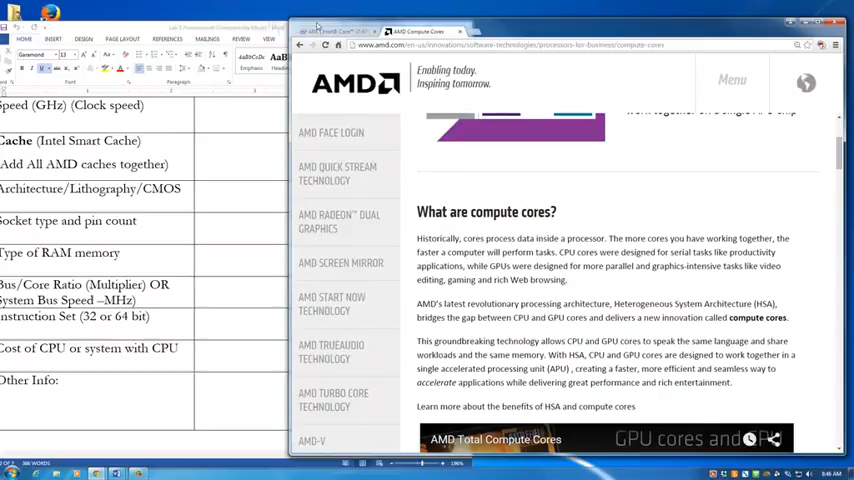 AMD Compute Cores
www.amd.com/en-us/innovations/software-technologies/processors-for-business/compute-cores
Garamond
13
HOME
INSERT
DESIGN
PAGE LAYOUT
REFERENCES
MAILINGS
REVIEW
VIEW
Emphasis
Speed (GHz) (Clock speed)
Cache (Intel Smart Cache)
Add All AMD caches together)
Architecture/Lithography/CMOS
Socket type and pin count
Type of RAM memory
Bus/Core Ratio (Multiplier) OR
System Bus Speed –MHz)
Instruction Set (32 or 64 bit)
Cost of CPU or system with CPU
Other Info:
386 WORDS
AMD
Enabling today.
Inspiring tomorrow.
Menu
AMD FACE LOGIN
AMD QUICK STREAM
TECHNOLOGY
AMD RADEON™ DUAL
GRAPHICS
AMD SCREEN MIRROR
AMD START NOW
TECHNOLOGY
AMD TRUEAUDIO
TECHNOLOGY
AMD TURBO CORE
TECHNOLOGY
AMD-V
What are compute cores?
Historically, cores process data inside a processor. The more cores you have working together, the
faster a computer will perform tasks. CPU cores were designed for serial tasks like productivity
applications, while GPUs were designed for more parallel and graphics-intensive tasks like video
editing, gaming and rich Web browsing.
AMD's latest revolutionary processing architecture, Heterogeneous System Architecture (HSA),
bridges the gap between CPU and GPU cores and delivers a new innovation called compute cores.
This groundbreaking technology allows CPU and GPU cores to speak the same language and share
workloads and the same memory. With HSA, CPU and GPU cores are designed to work together in a
single accelerated processing unit (APU) , creating a faster, more efficient and seamless way to
accelerate applications while delivering great performance and rich entertainment.
Learn more about the benefits of HSA and compute cores
AMD Total Compute Cores
GPU cores and
196%
8:46 AM